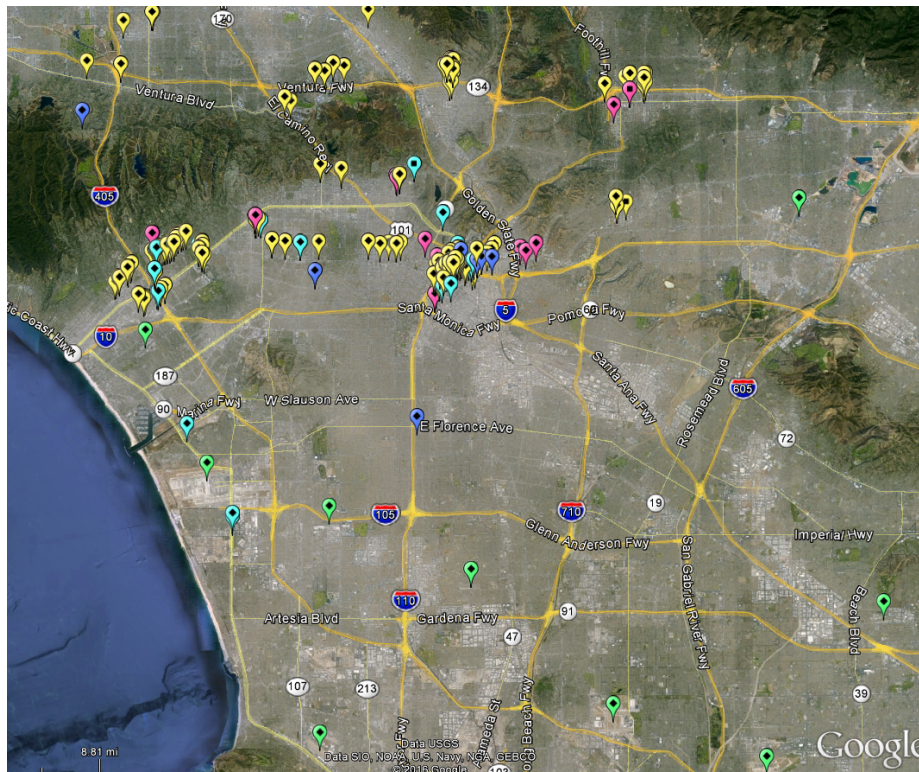 170
Foothill Fwy
Ventura Fwy
134
Ventura Blvd
El Camino Real
405
Golden State Fwy
101
Santa Monica Fwy
5
60
Pomona Fwy
10
187
Santa Ana Fwy
Rosemead Blvd
605
Marina Fwy
90
W Slauson Ave
E Florence Ave
72
19
105
710
Glenn Anderson Fwy
Imperial Hwy
San Gabriel River Fwy
Beach Blvd
110
Artesia Blvd
Gardena Fwy
91
47
107
213
39
8.81 mi
Data USGS
Data SIO, NOAA, U.S. Navy, NGA, GEBCO
© 2016 Google
Google